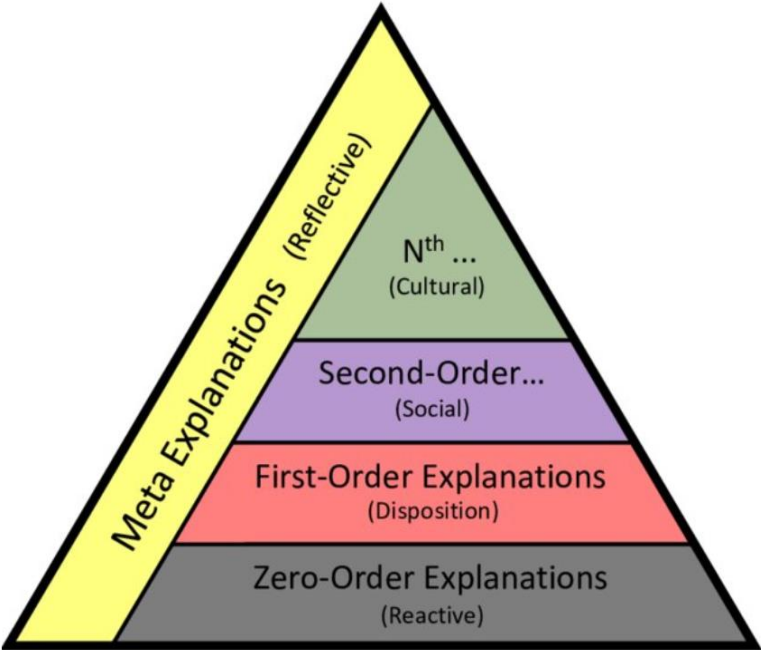 Meta Explanations (Reflective)
Nth ...
(Cultural)
Second-Order...
(Social)
First-Order Explanations
(Disposition)
Zero-Order Explanations
(Reactive)